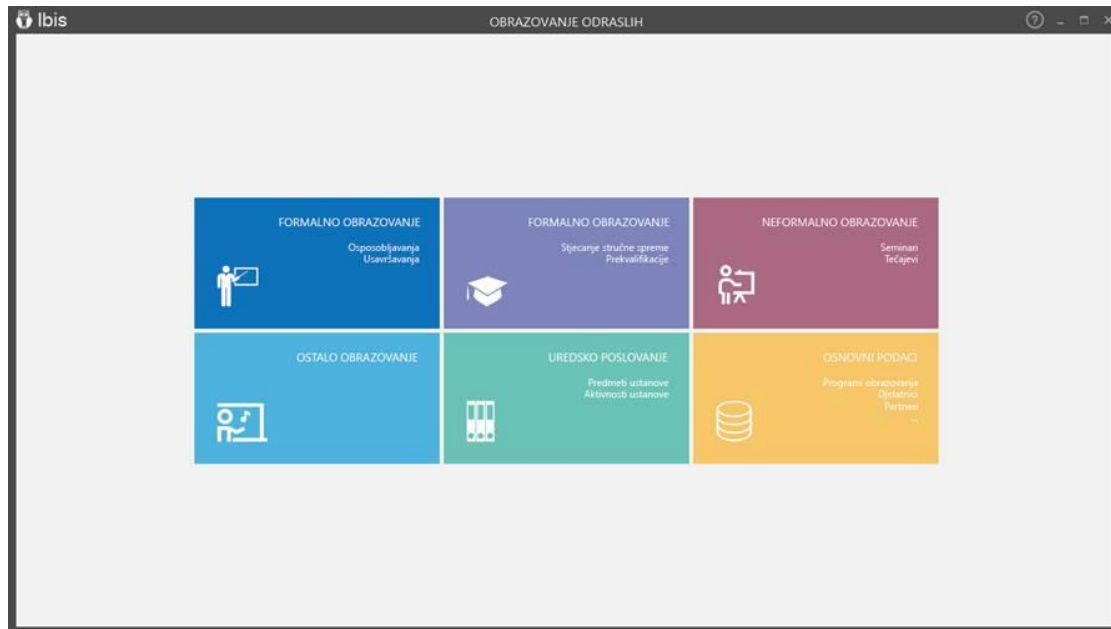 Ibis
OBRAZOVANJE ODRASLIH
FORMALNO OBRAZOVANJE
Osposobljavanja
Usavršavanja
FORMALNO OBRAZOVANJE
Stjecanje stručne spreme
Prekvalifikacije
NEFORMALNO OBRAZOVANJE
Seminari
Tečajevi
OSTALO OBRAZOVANJE
UREDSKO POSLOVANJE
Predmeti ustanove
Aktivnosti ustanove
OSNOVNI PODACI
Programi obrazovanja
Djelatnici
Partneri
...